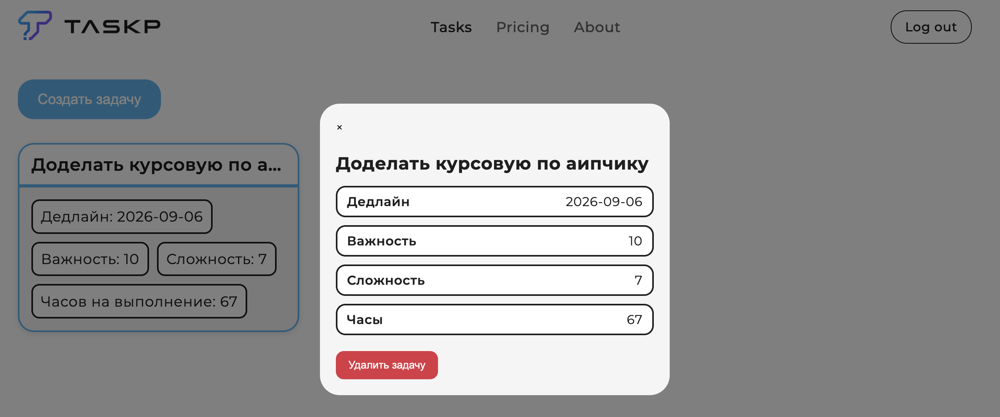 TASKP
Tasks
Pricing
About
Log out
Создать задачу
Доделать курсовую по а...
Дедлайн: 2026-09-06
Важность: 10
Сложность: 7
Часов на выполнение: 67
×
Доделать курсовую по аипчику
Дедлайн 2026-09-06
Важность 10
Сложность 7
Часы 67
Удалить задачу